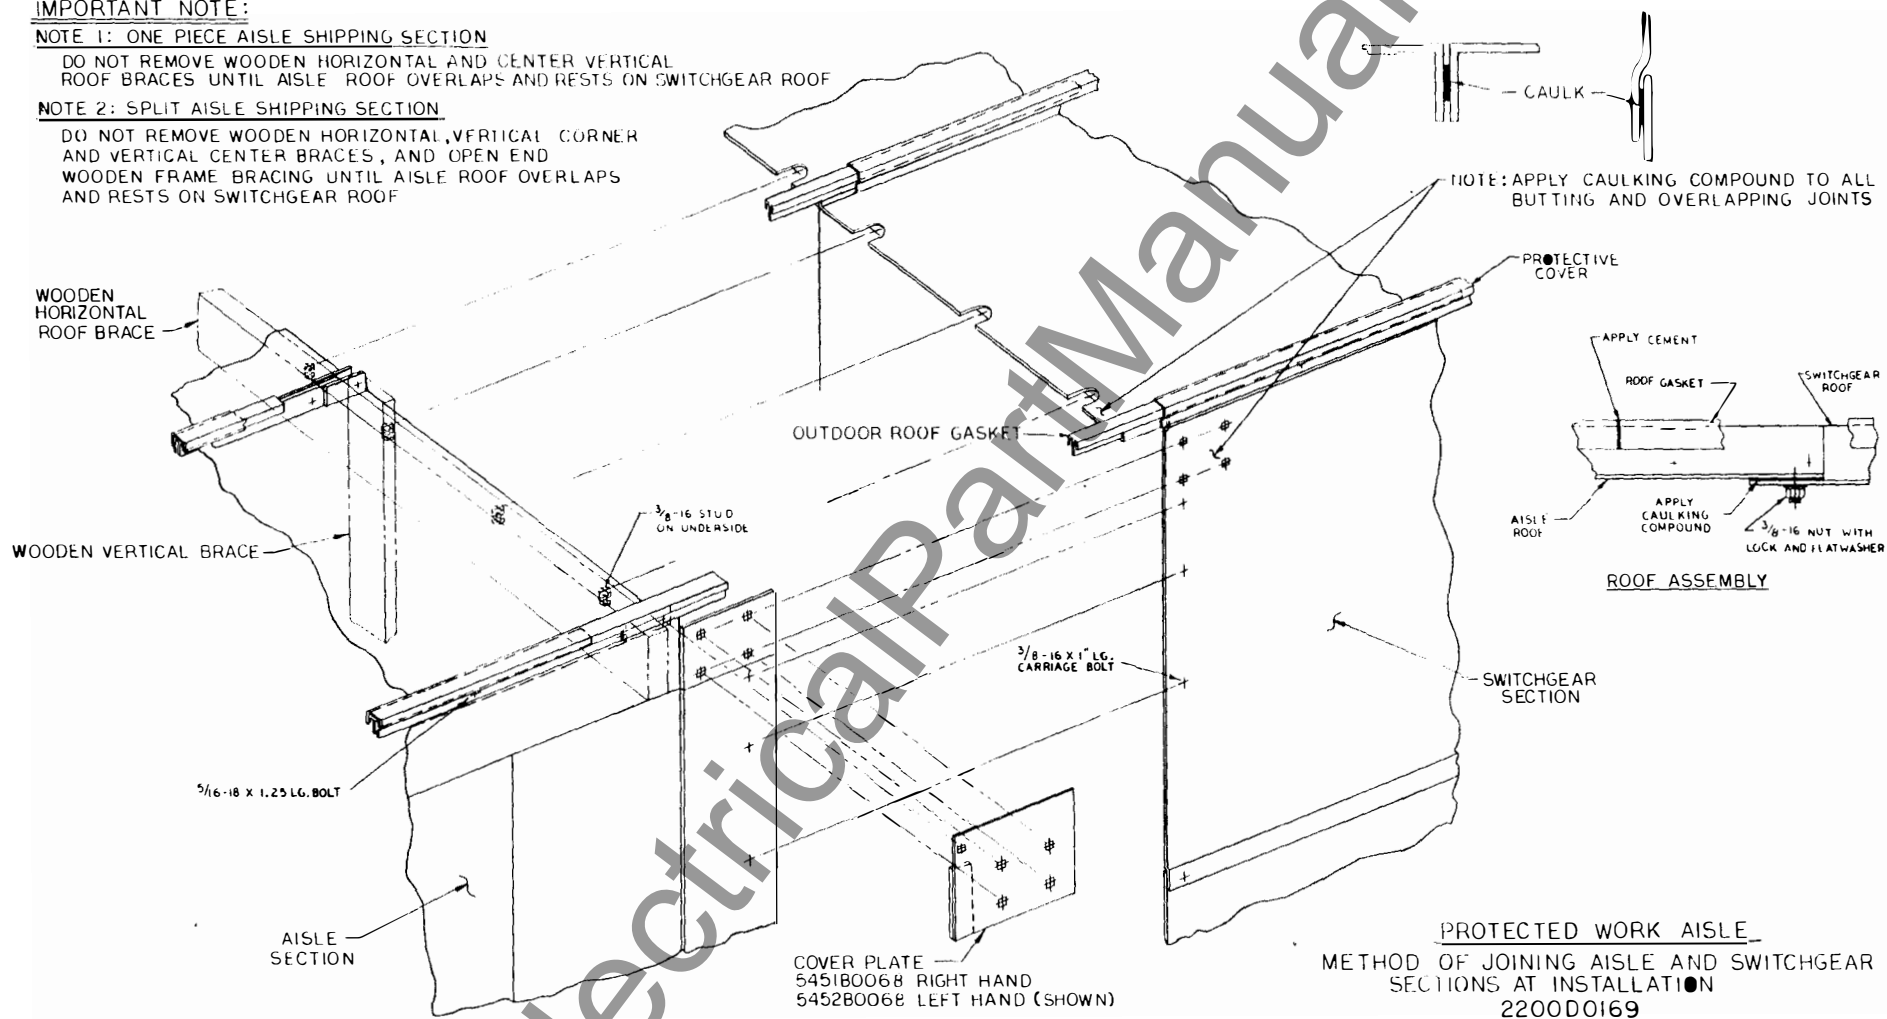 IMPORTANT NOTE:
NOTE 1: ONE PIECE AISLE SHIPPING SECTION
DO NOT REMOVE WOODEN HORIZONTAL AND CENTER VERTICAL
ROOF BRACES UNTIL AISLE ROOF OVERLAPS AND RESTS ON SWITCHGEAR ROOF
NOTE 2: SPLIT AISLE SHIPPING SECTION
DO NOT REMOVE WOODEN HORIZONTAL, VERTICAL CORNER
AND VERTICAL CENTER BRACES, AND OPEN END
WOODEN FRAME BRACING UNTIL AISLE ROOF OVERLAPS
AND RESTS ON SWITCHGEAR ROOF
CAULK
NOTE: APPLY CAULKING COMPOUND TO ALL
BUTTING AND OVERLAPPING JOINTS
PROTECTIVE
COVER
WOODEN
HORIZONTAL
ROOF BRACE
APPLY CEMENT
ROOF GASKET
SWITCHGEAR
ROOF
OUTDOOR ROOF GASKET
3/8-16 STUD
ON UNDERSIDE
WOODEN VERTICAL BRACE
AISLE
ROOF
APPLY
CAULKING
COMPOUND
3/8-16 NUT WITH
LOCK AND FLATWASHER
ROOF ASSEMBLY
3/8-16 X 1" LG.
CARRIAGE BOLT
SWITCHGEAR
SECTION
5/16-18 X 1.25 LG. BOLT
AISLE
SECTION
COVER PLATE
5451B0068 RIGHT HAND
5452B0068 LEFT HAND (SHOWN)
PROTECTED WORK AISLE
METHOD OF JOINING AISLE AND SWITCHGEAR
SECTIONS AT INSTALLATION
2200D0169
electricalPartManua